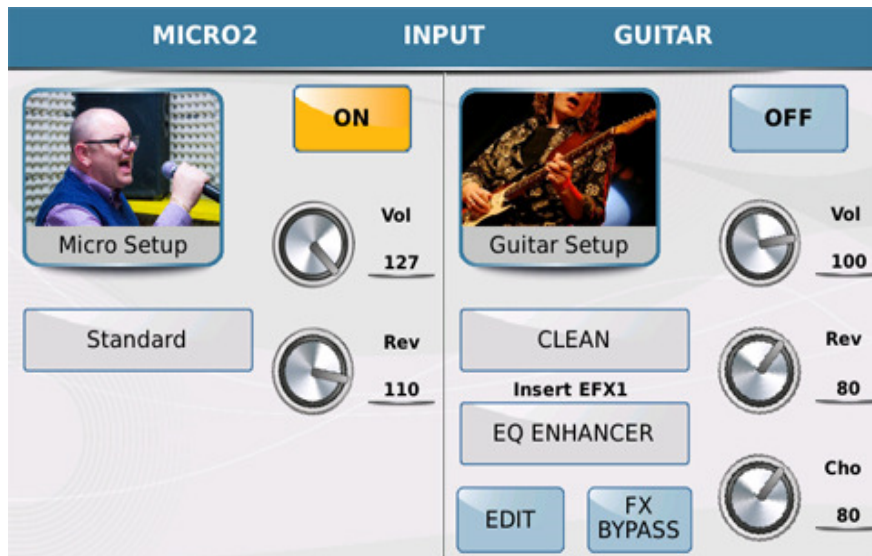 MICRO2 INPUT GUITAR
ON
Micro Setup
Vol
127
Standard
Rev
110
OFF
Guitar Setup
Vol
100
CLEAN
Rev
80
Insert EFX1
EQ ENHANCER
Cho
80
EDIT
FX
BYPASS